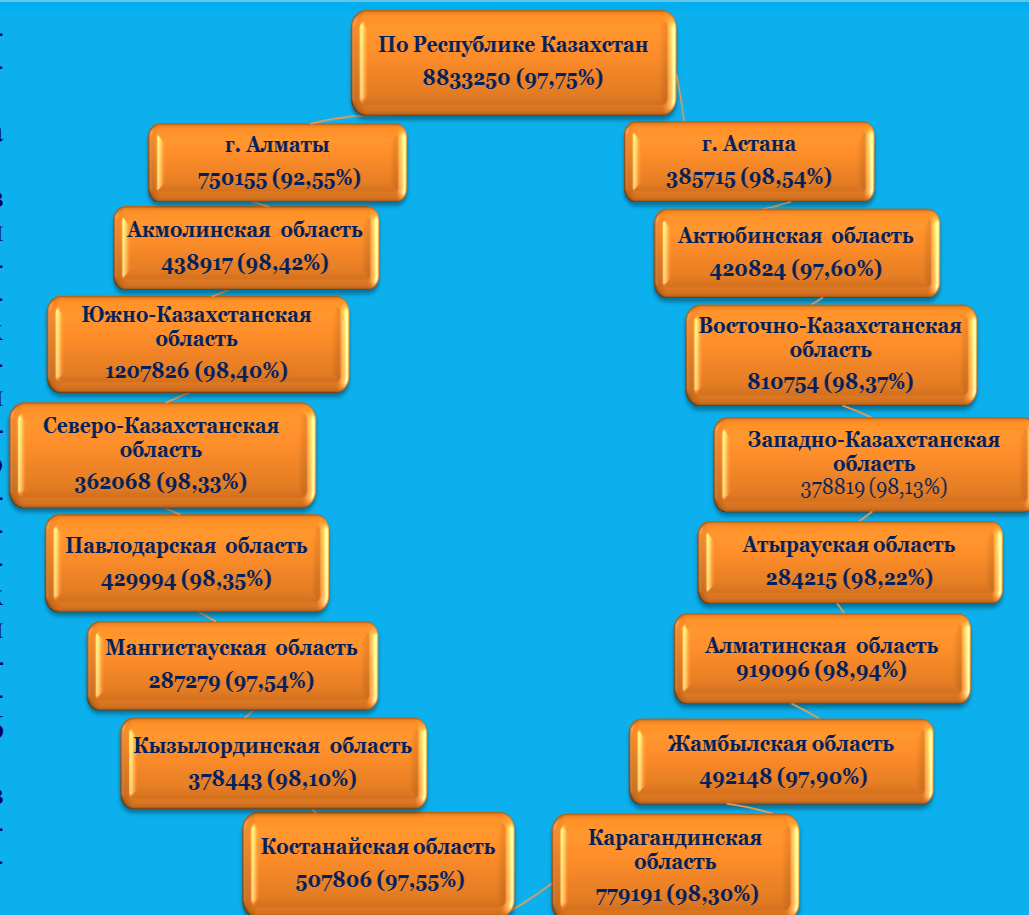 По Республике Казахстан
8833250 (97,75%)
г. Алматы
750155 (92,55%)
г. Астана
385715 (98,54%)
Акмолинская область
438917 (98,42%)
Актюбинская область
420824 (97,60%)
Южно-Казахстанская
область
1207826 (98,40%)
Восточно-Казахстанская
область
810754 (98,37%)
Северо-Казахстанская
область
362068 (98,33%)
Западно-Казахстанская
область
378819 (98,13%)
Павлодарская область
429994 (98,35%)
Атырауская область
284215 (98,22%)
Мангистауская область
287279 (97,54%)
Алматинская область
919096 (98,94%)
Кызылординская область
378443 (98,10%)
Жамбылская область
492148 (97,90%)
Костанайская область
507806 (97,55%)
Карагандинская
область
779191 (98,30%)